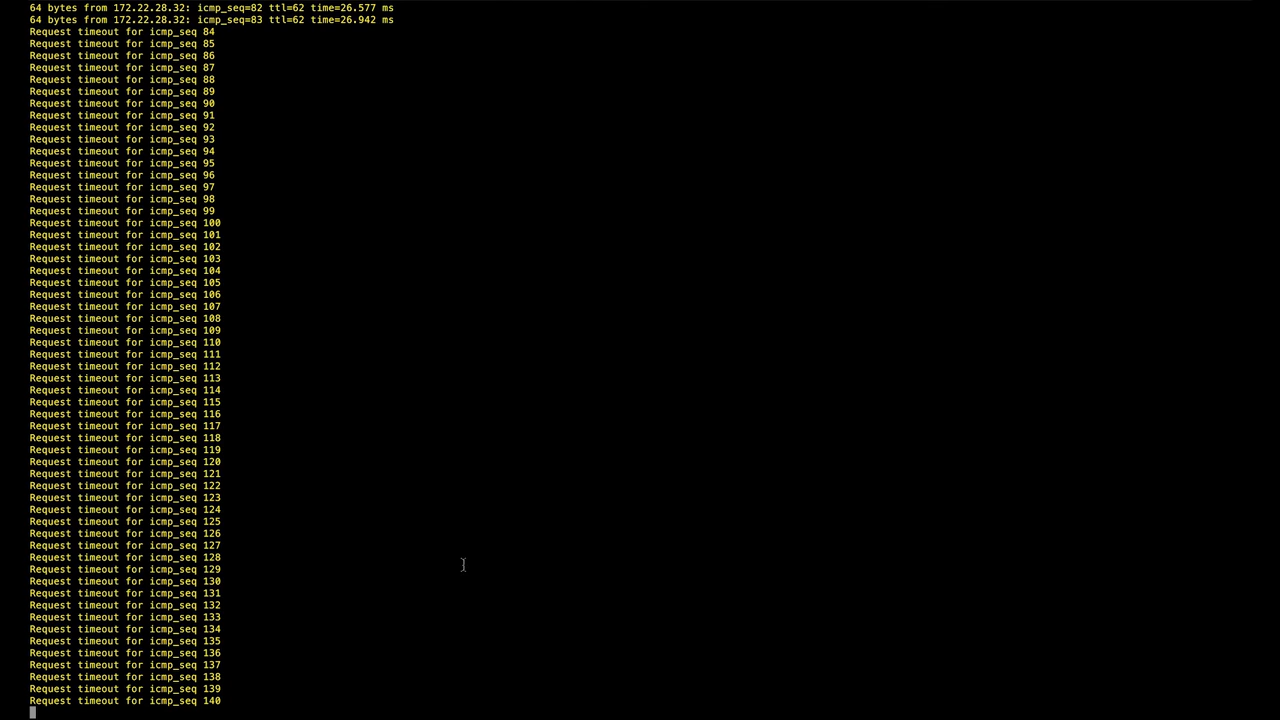 64 bytes from 172.22.28.32: icmp_seq=82 ttl=62 time=26.577 ms
64 bytes from 172.22.28.32: icmp_seq=83 ttl=62 time=26.942 ms
Request timeout for icmp_seq 84
Request timeout for icmp_seq 85
Request timeout for icmp_seq 86
Request timeout for icmp_seq 87
Request timeout for icmp_seq 88
Request timeout for icmp_seq 89
Request timeout for icmp_seq 90
Request timeout for icmp_seq 91
Request timeout for icmp_seq 92
Request timeout for icmp_seq 93
Request timeout for icmp_seq 94
Request timeout for icmp_seq 95
Request timeout for icmp_seq 96
Request timeout for icmp_seq 97
Request timeout for icmp_seq 98
Request timeout for icmp_seq 99
Request timeout for icmp_seq 100
Request timeout for icmp_seq 101
Request timeout for icmp_seq 102
Request timeout for icmp_seq 103
Request timeout for icmp_seq 104
Request timeout for icmp_seq 105
Request timeout for icmp_seq 106
Request timeout for icmp_seq 107
Request timeout for icmp_seq 108
Request timeout for icmp_seq 109
Request timeout for icmp_seq 110
Request timeout for icmp_seq 111
Request timeout for icmp_seq 112
Request timeout for icmp_seq 113
Request timeout for icmp_seq 114
Request timeout for icmp_seq 115
Request timeout for icmp_seq 116
Request timeout for icmp_seq 117
Request timeout for icmp_seq 118
Request timeout for icmp_seq 119
Request timeout for icmp_seq 120
Request timeout for icmp_seq 121
Request timeout for icmp_seq 122
Request timeout for icmp_seq 123
Request timeout for icmp_seq 124
Request timeout for icmp_seq 125
Request timeout for icmp_seq 126
Request timeout for icmp_seq 127
Request timeout for icmp_seq 128
Request timeout for icmp_seq 129
Request timeout for icmp_seq 130
Request timeout for icmp_seq 131
Request timeout for icmp_seq 132
Request timeout for icmp_seq 133
Request timeout for icmp_seq 134
Request timeout for icmp_seq 135
Request timeout for icmp_seq 136
Request timeout for icmp_seq 137
Request timeout for icmp_seq 138
Request timeout for icmp_seq 139
Request timeout for icmp_seq 140